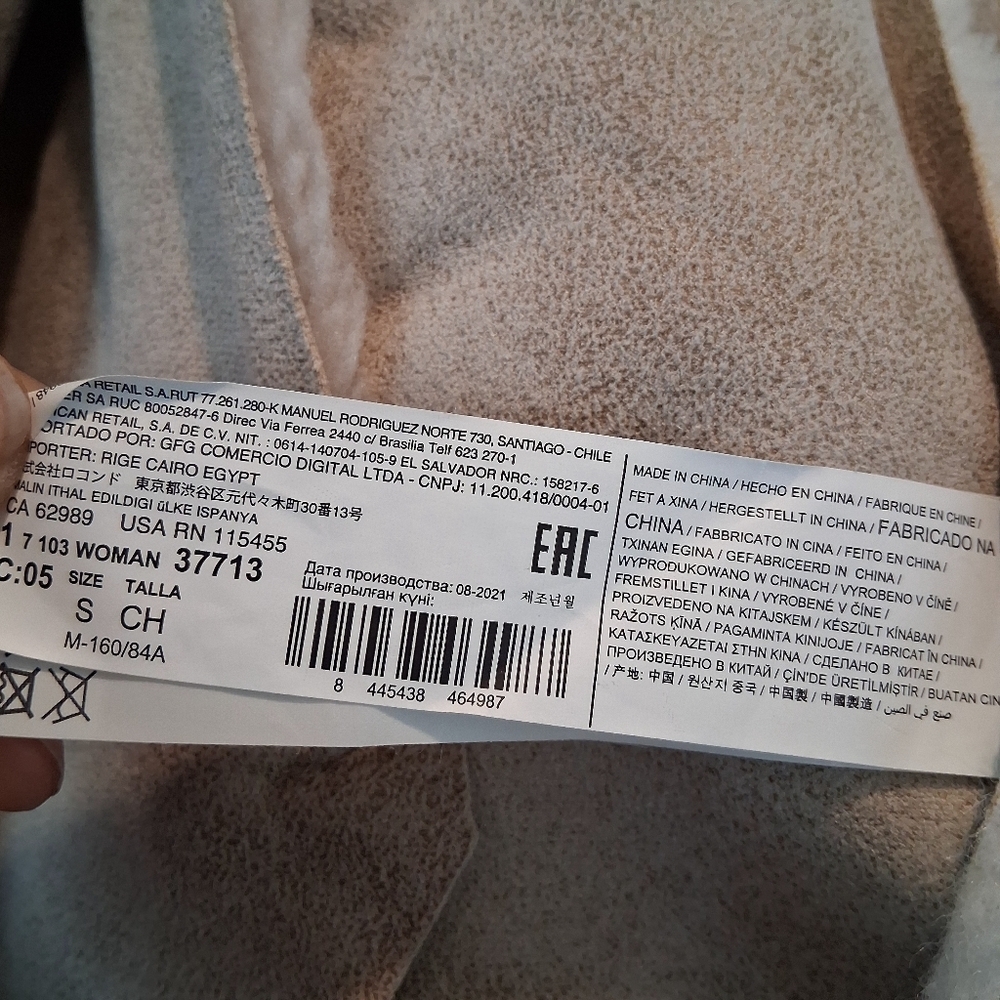 RETAIL S.A.RUT 77.261.280-K MANUEL RODRIGUEZ NORTE 730, SANTIAGO - CHILE
SA RUC 80052847-6 Direc Via Ferrea 2440 c/ Brasilia Telf 623 270-1
RETAIL, S.A. DE C.V. NIT. : 0614-140704-105-9 EL SALVADOR NRC.: 158217-6
POR: GFG COMERCIO DIGITAL LTDA - CNPJ: 11.200.418/0004-01
RIGE CAIRO EGYPT
式会社ロコンド 東京都渋谷区元代々木町30番13号
MALIN ITHAL EDILDIGI üLKE ISPANYA
CA 62989 USA RN 115455
1 7 103 WOMAN 37713
C:05 SIZE TALLA
S CH
M-160/84A
EAC
Дата производства: 08-2021 제조년월
Шығарылған күні:
8 445438 464987
MADE IN CHINA / HECHO EN CHINA / FABRIQUE EN CHINE /
FET A XINA / HERGESTELLT IN CHINA / FABRICADO NA
CHINA / FABBRICATO IN CINA / FEITO EN CHINA /
TXINAN EGINA / GEFABRICEERD IN CHINA /
WYPRODUKOWANO W CHINACH / VYROBENO V ČÍNĚ /
FREMSTILLET I KINA / VYROBENÉ V ČÍNE /
PROIZVEDENO NA KITAJSKEM / KÉSZÜLT KÍNÁBAN /
RAŽOTS ĶĪNĀ / PAGAMINTA KINIJOJE / FABRICAT ÎN CHINA /
ΚΑΤΑΣΚΕΥΑΖΕΤΑΙ ΣΤΗΝ ΚΙΝΑ / СДЕЛАНО В КИТАЕ /
ПРОИЗВЕДЕНО В КИТАЙ / ÇİN'DE ÜRETİLMİŞTİR / BUATAN
/ 产地: 中国 / 원산지 중국 / 中国製 / 中國製造 / صنع في الصين